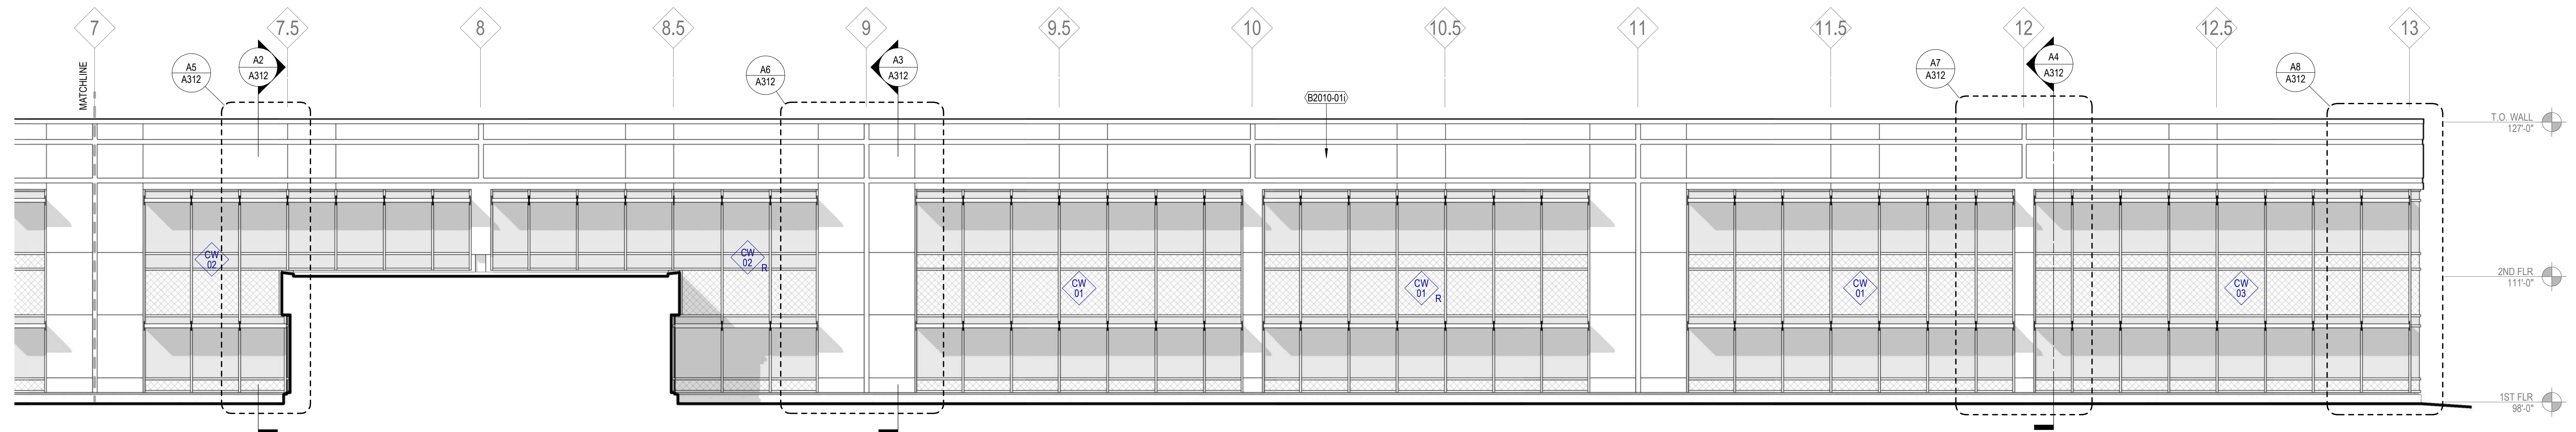 7
7.5
8
8.5
9
9.5
10
10.5
11
11.5
12
12.5
13
MATCHLINE
A5
A312
A2
A312
A6
A312
A3
A312
A7
A312
A4
A312
A8
A312
B2010-01i
T.O. WALL
127'-0"
CW
02
CW
02
R
CW
01
CW
01
R
CW
01
CW
03
2ND FLR
111'-0"
1ST FLR
98'-0"